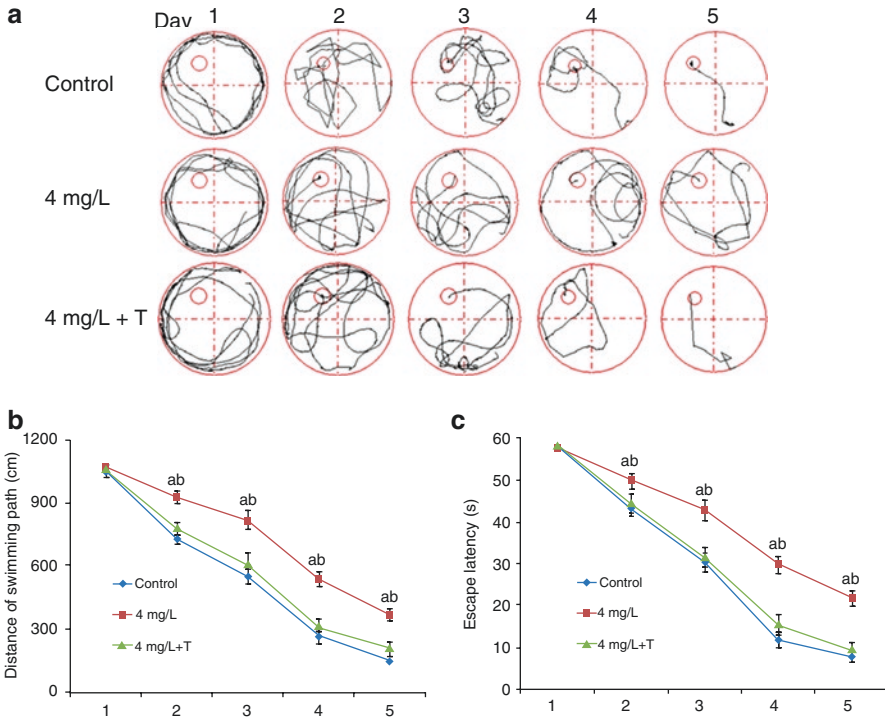 a
Day 1 2 3 4 5
Control
4 mg/L
4 mg/L + T
b
Distance of swimming path (cm)
1200
900
600
300
0
ab
ab
ab
ab
Control
4 mg/L
4 mg/L+T
1 2 3 4 5
c
Escape latency (s)
60
50
40
30
20
10
0
ab
ab
ab
ab
Control
4 mg/L
4 mg/L+T
1 2 3 4 5